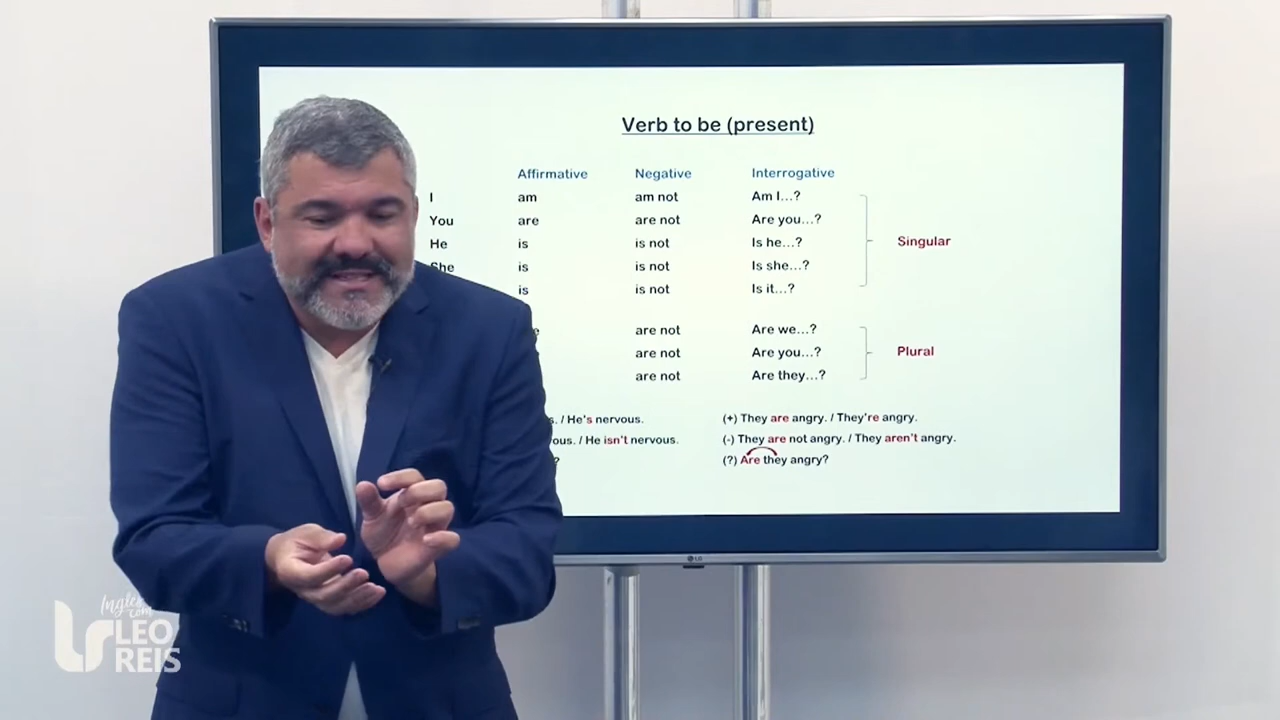 Verb to be (present)
Affirmative Negative Interrogative
I am am not Am I...?
You are are not Are you...?
He is is not Is he...?
She is is not Is she...?
is is not Is it...?
Singular
are not Are we...?
are not Are you...?
are not Are they...?
Plural
/ He's nervous.
/ He isn't nervous.
?
(+) They are angry. / They're angry.
(-) They are not angry. / They aren't angry.
(?) Are they angry?
LG
Inglês com
LEO
REIS